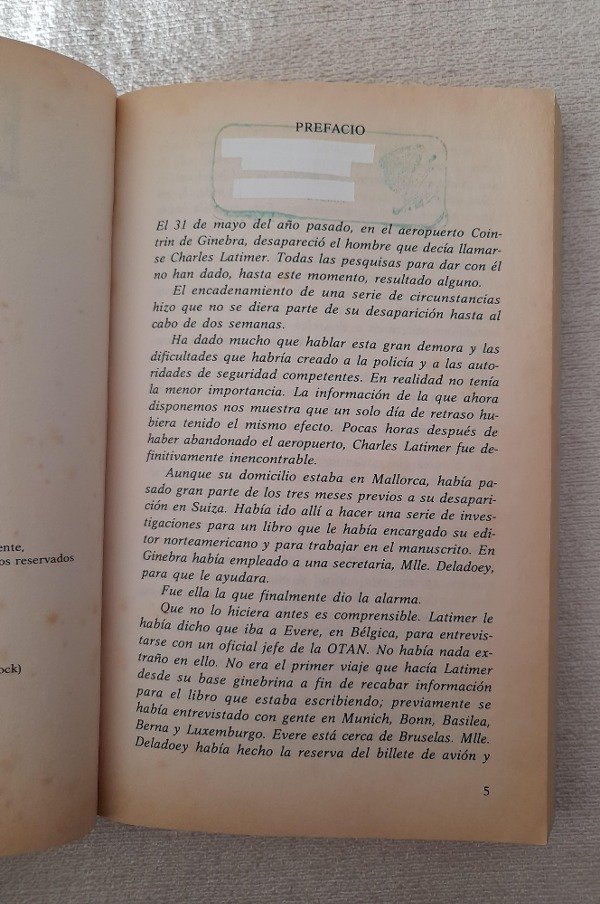 PREFACIO
El 31 de mayo del año pasado, en el aeropuerto Coin-
trin de Ginebra, desapareció el hombre que decía llamar-
se Charles Latimer. Todas las pesquisas para dar con él
no han dado, hasta este momento, resultado alguno.
El encadenamiento de una serie de circunstancias
hizo que no se diera parte de su desaparición hasta al
cabo de dos semanas.
Ha dado mucho que hablar esta gran demora y las
dificultades que habría creado a la policía y a las auto-
ridades de seguridad competentes. En realidad no tenía
la menor importancia. La información de la que ahora
disponemos nos muestra que un solo día de retraso hu-
biera tenido el mismo efecto. Pocas horas después de
haber abandonado el aeropuerto, Charles Latimer fue de-
finitivamente inencontrable.
Aunque su domicilio estaba en Mallorca, había pa-
sado gran parte de los tres meses previos a su desapari-
ción en Suiza. Había ido allí a hacer una serie de inves-
tigaciones para un libro que le había encargado su edi-
tor norteamericano y para trabajar en el manuscrito. En
Ginebra había empleado a una secretaria, Mlle. Deladoey,
para que le ayudara.
Fue ella la que finalmente dio la alarma.
Que no lo hiciera antes es comprensible. Latimer le
había dicho que iba a Evere, en Bélgica, para entrevis-
tarse con un oficial jefe de la OTAN. No había nada ex-
traño en ello. No era el primer viaje que hacía Latimer
desde su base ginebrina a fin de recabar información
para el libro que estaba escribiendo; previamente se
había entrevistado con gente en Munich, Bonn, Basilea,
Berna y Luxemburgo. Evere está cerca de Bruselas. Mlle.
Deladoey había hecho la reserva del billete de avión y
5
ente,
os reservados
ock)